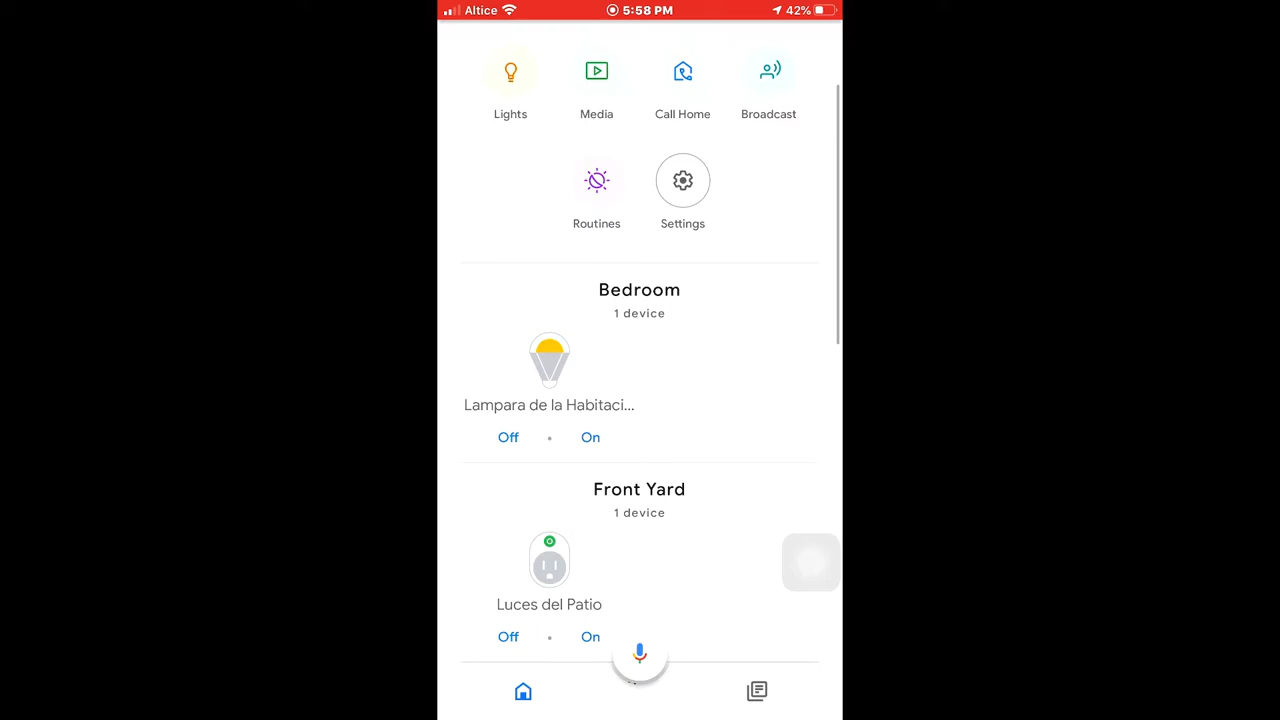 Altice 5:58 PM 42%
Lights Media Call Home Broadcast
Routines Settings
Bedroom
1 device
Lampara de la Habitaci...
Off • On
Front Yard
1 device
Luces del Patio
Off • On